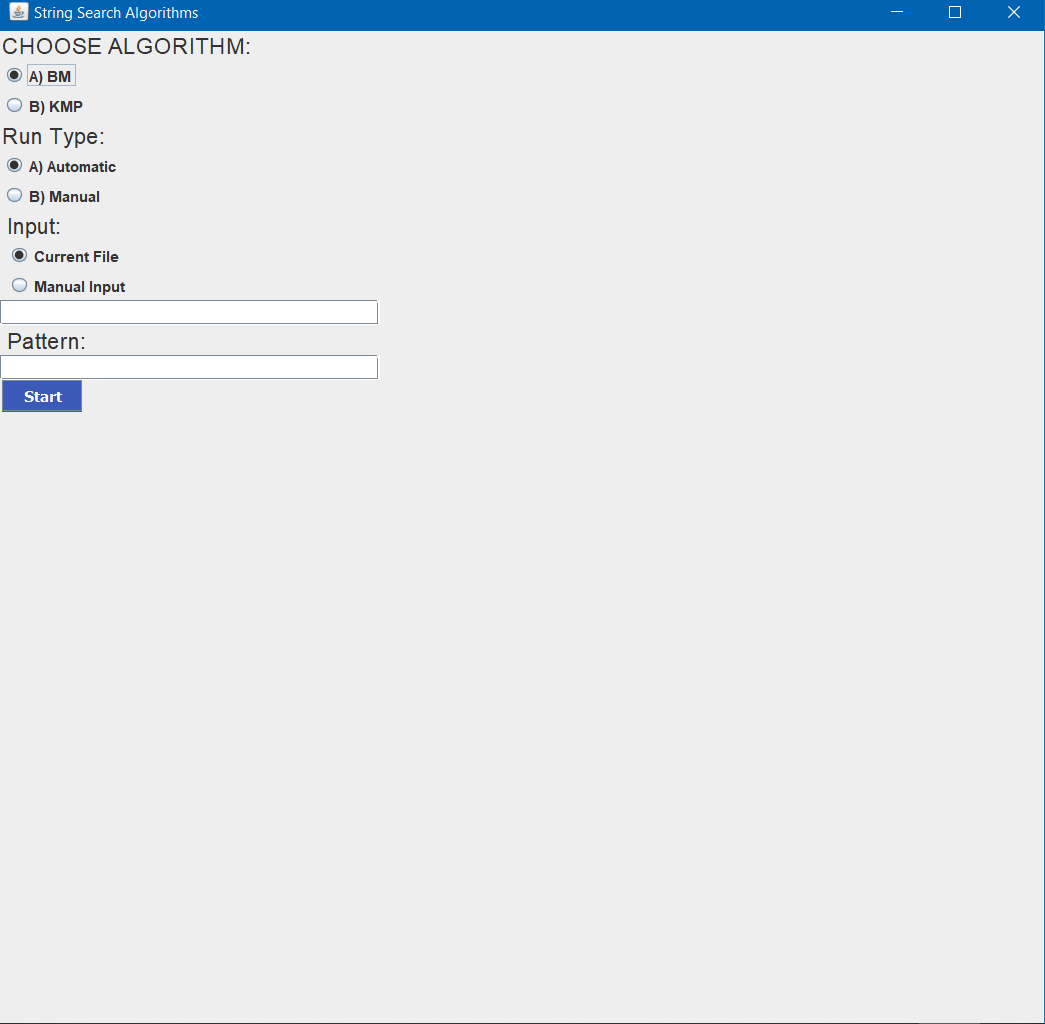 String Search Algorithms
CHOOSE ALGORITHM:
A) BM
B) KMP
Run Type:
A) Automatic
B) Manual
Input:
Current File
Manual Input
Pattern:
Start